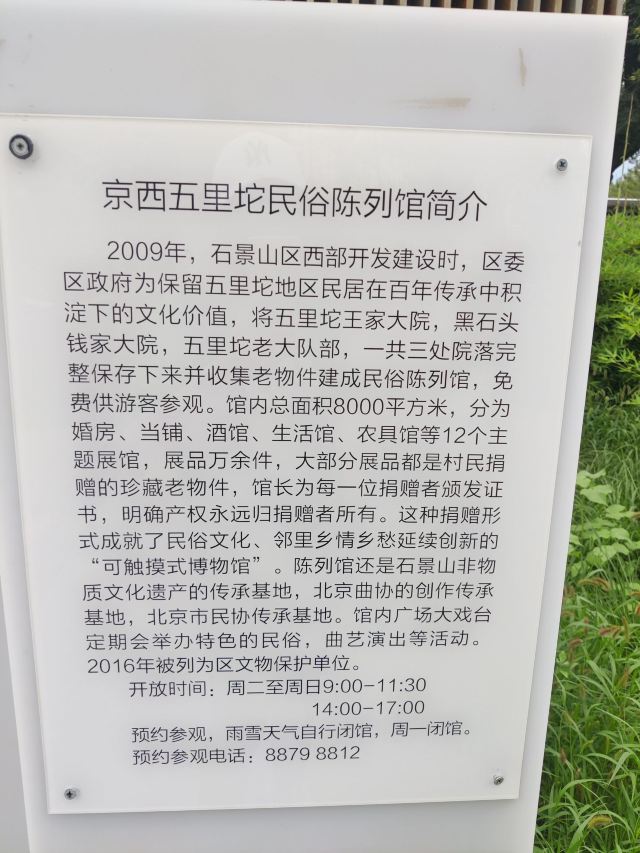 京西五里坨民俗陈列馆简介
2009年，石景山区西部开发建设时，区委
区政府为保留五里坨地区民居在百年传承中积
淀下的文化价值，将五里坨王家大院，黑石头
钱家大院，五里坨老大队部，一共三处院落完
整保存下来并收集老物件建成民俗陈列馆，免
费供游客参观。馆内总面积8000平方米，分为
婚房、当铺、酒馆、生活馆、农具馆等12个主
题展馆，展品万余件，大部分展品都是村民捐
赠的珍藏老物件，馆长为每一位捐赠者颁发证
书，明确产权永远归捐赠者所有。这种捐赠形
式成就了民俗文化、邻里乡情乡愁延续创新的
“可触摸式博物馆”。陈列馆还是石景山非物
质文化遗产的传承基地，北京曲协的创作传承
基地，北京市民协传承基地。馆内广场大戏台
定期会举办特色的民俗，曲艺演出等活动。
2016年被列为区文物保护单位。
开放时间：周二至周日9:00-11:30
14:00-17:00
预约参观，雨雪天气自行闭馆，周一闭馆。
预约参观电话：8879 8812